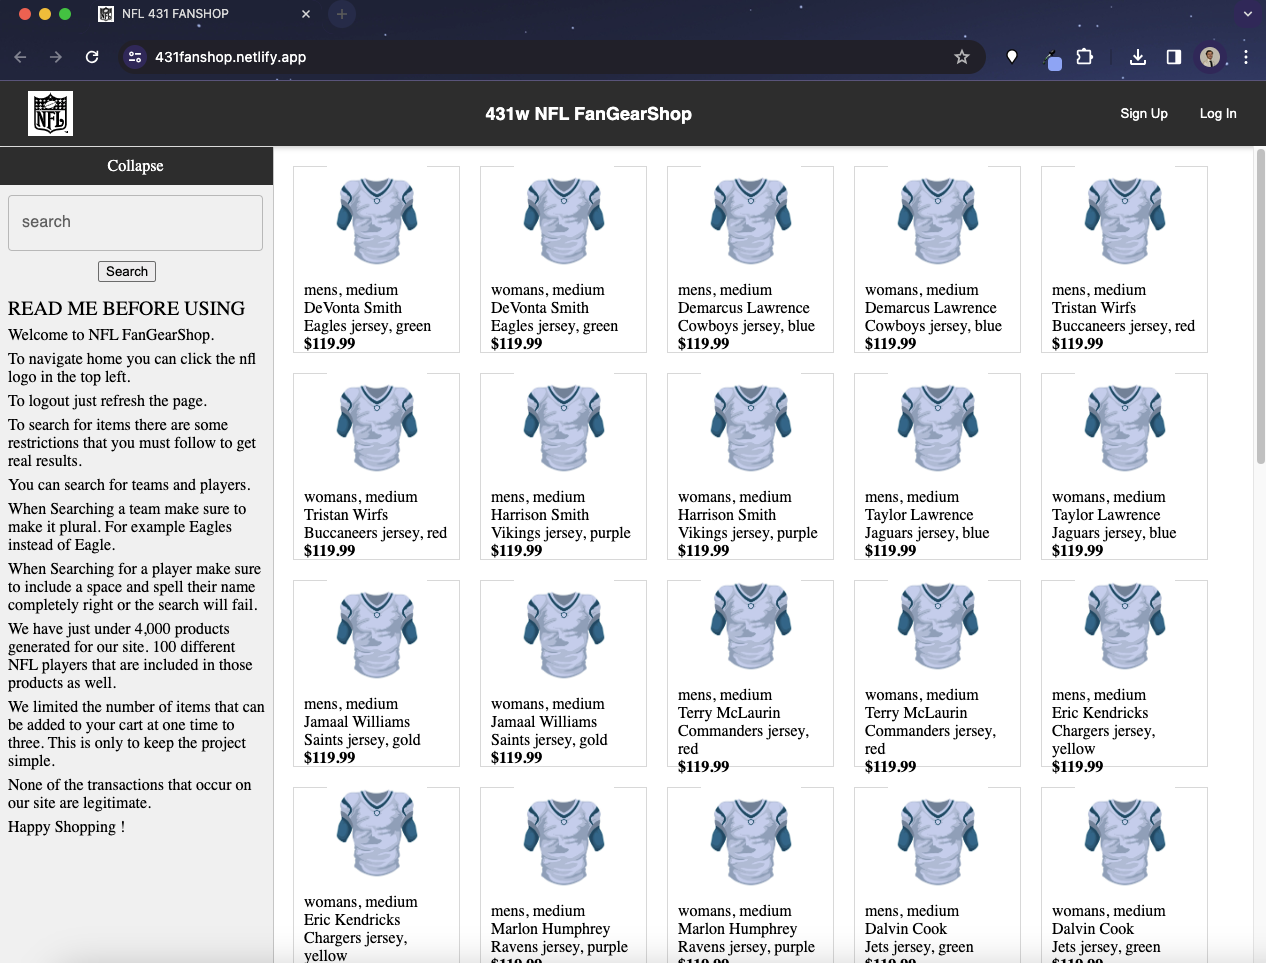 NFL 431 FANSHOP
431fanshop.netlify.app
NFL
431w NFL FanGearShop
Sign Up
Log In
Collapse
search
Search
READ ME BEFORE USING
Welcome to NFL FanGearShop.
To navigate home you can click the nfl
logo in the top left.
To logout just refresh the page.
To search for items there are some
restrictions that you must follow to get
real results.
You can search for teams and players.
When Searching a team make sure to
make it plural. For example Eagles
instead of Eagle.
When Searching for a player make sure
to include a space and spell their name
completely right or the search will fail.
We have just under 4,000 products
generated for our site. 100 different
NFL players that are included in those
products as well.
We limited the number of items that can
be added to your cart at one time to
three. This is only to keep the project
simple.
None of the transactions that occur on
our site are legitimate.
Happy Shopping !
mens, medium
DeVonta Smith
Eagles jersey, green
$119.99
womans, medium
DeVonta Smith
Eagles jersey, green
$119.99
mens, medium
Demarcus Lawrence
Cowboys jersey, blue
$119.99
womans, medium
Demarcus Lawrence
Cowboys jersey, blue
$119.99
mens, medium
Tristan Wirfs
Buccaneers jersey, red
$119.99
womans, medium
Tristan Wirfs
Buccaneers jersey, red
$119.99
mens, medium
Harrison Smith
Vikings jersey, purple
$119.99
womans, medium
Harrison Smith
Vikings jersey, purple
$119.99
mens, medium
Taylor Lawrence
Jaguars jersey, blue
$119.99
womans, medium
Taylor Lawrence
Jaguars jersey, blue
$119.99
mens, medium
Jamaal Williams
Saints jersey, gold
$119.99
womans, medium
Jamaal Williams
Saints jersey, gold
$119.99
mens, medium
Terry McLaurin
Commanders jersey,
red
$119.99
womans, medium
Terry McLaurin
Commanders jersey,
red
$119.99
mens, medium
Eric Kendricks
Chargers jersey,
yellow
$119.99
womans, medium
Eric Kendricks
Chargers jersey,
yellow
mens, medium
Marlon Humphrey
Ravens jersey, purple
womans, medium
Marlon Humphrey
Ravens jersey, purple
mens, medium
Dalvin Cook
Jets jersey, green
womans, medium
Dalvin Cook
Jets jersey, green